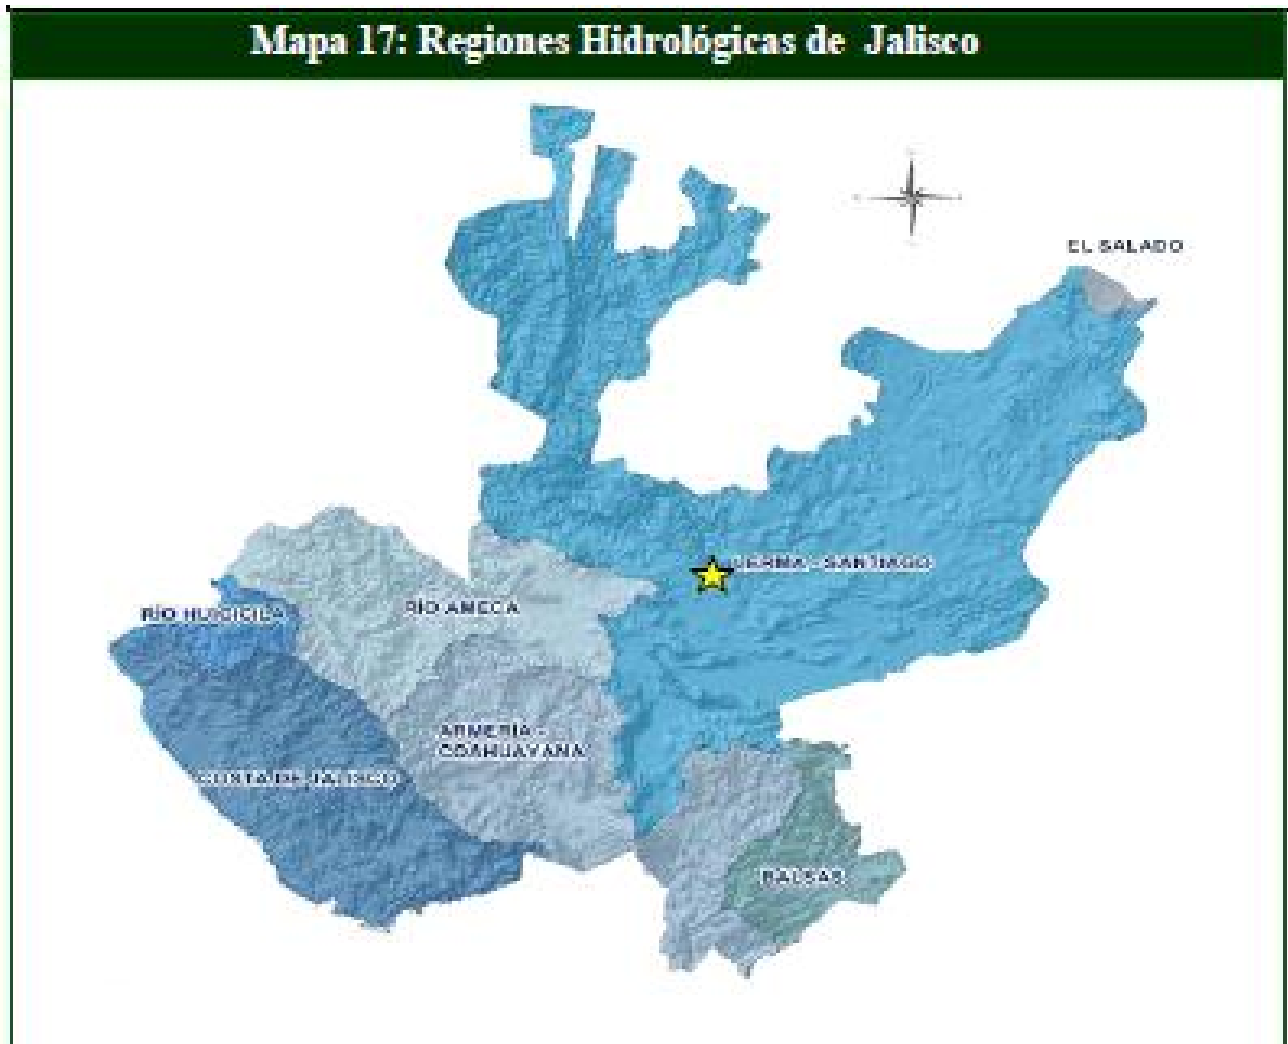 Mapa 17: Regiones Hidrológicas de Jalisco
EL SALADO
LERMA - SANTIAGO
RÍO AMECA
RÍO HUICICILA
ARMERÍA -
COAHUAYANA
COSTA DE JALISCO
BALSAS